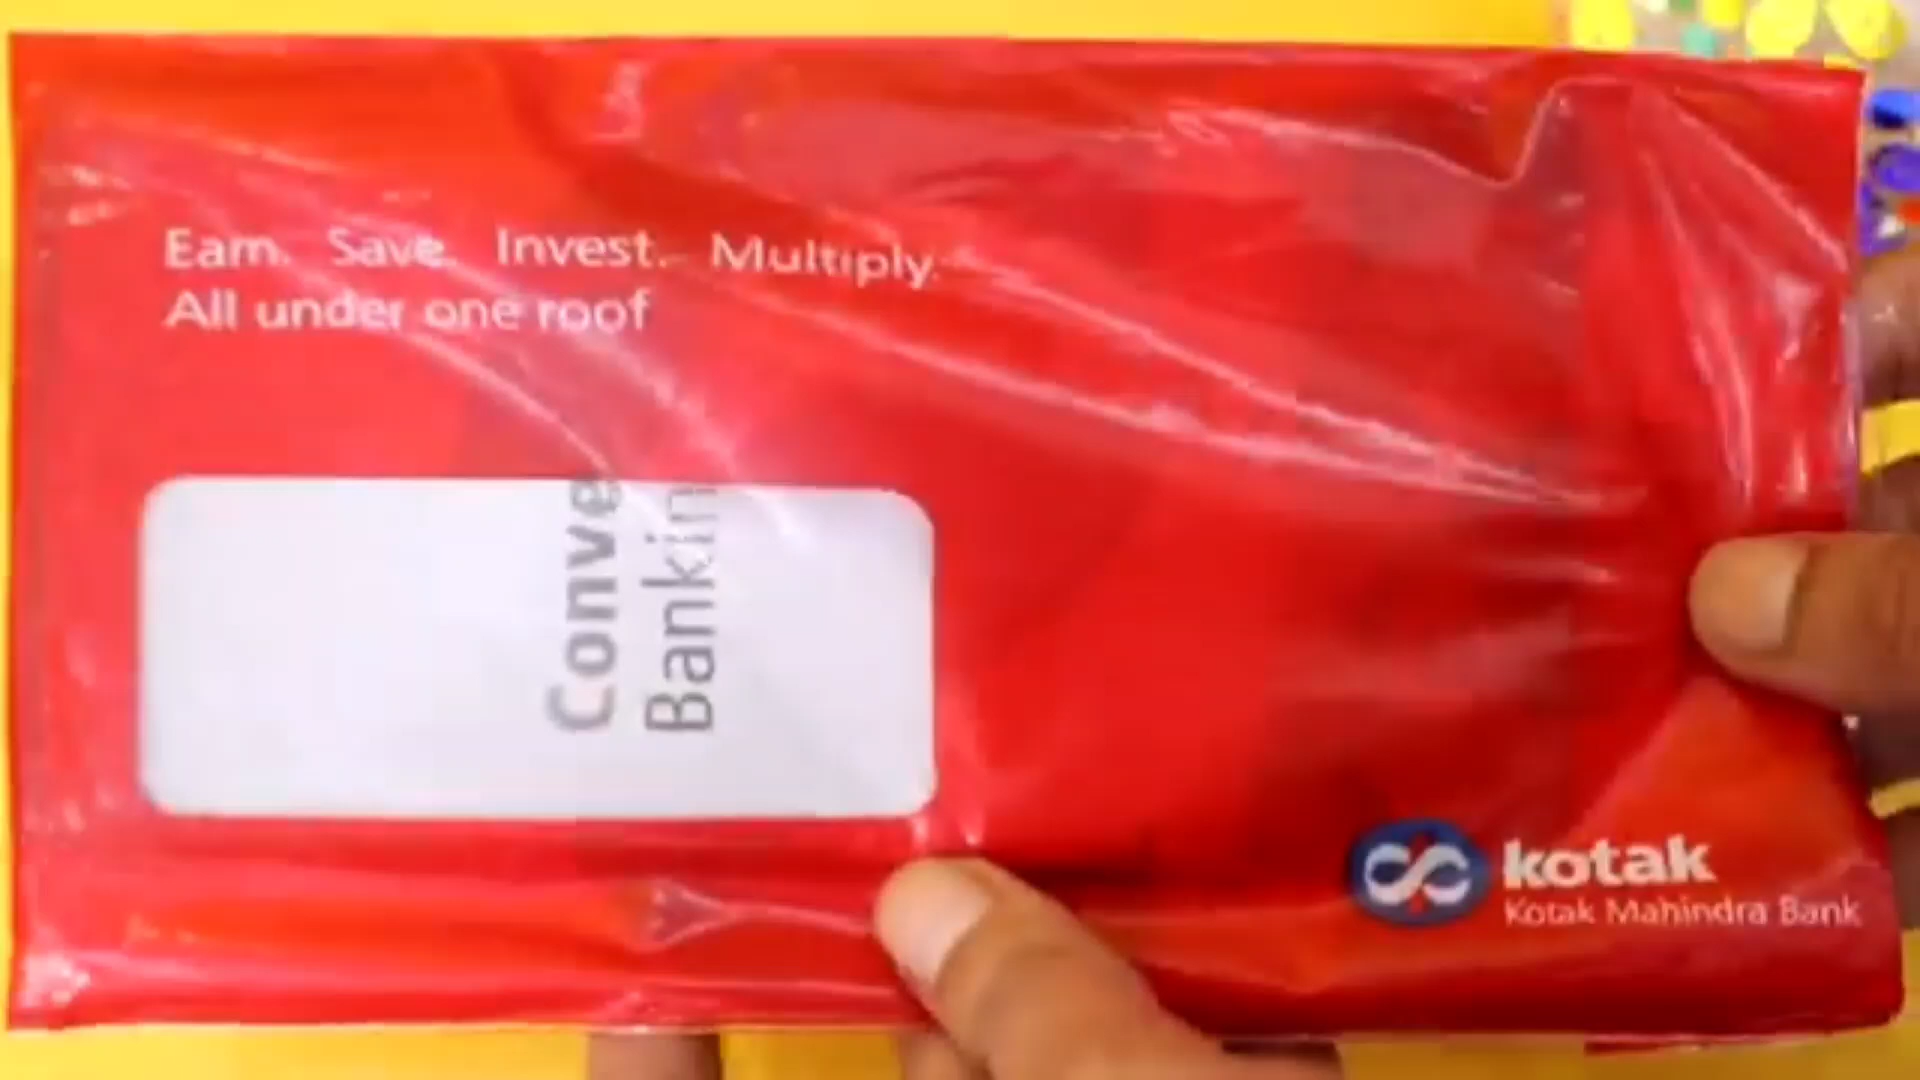 Earn. Save. Invest. Multiply.
All under one roof
Conve
Bankin
kotak
Kotak Mahindra Bank